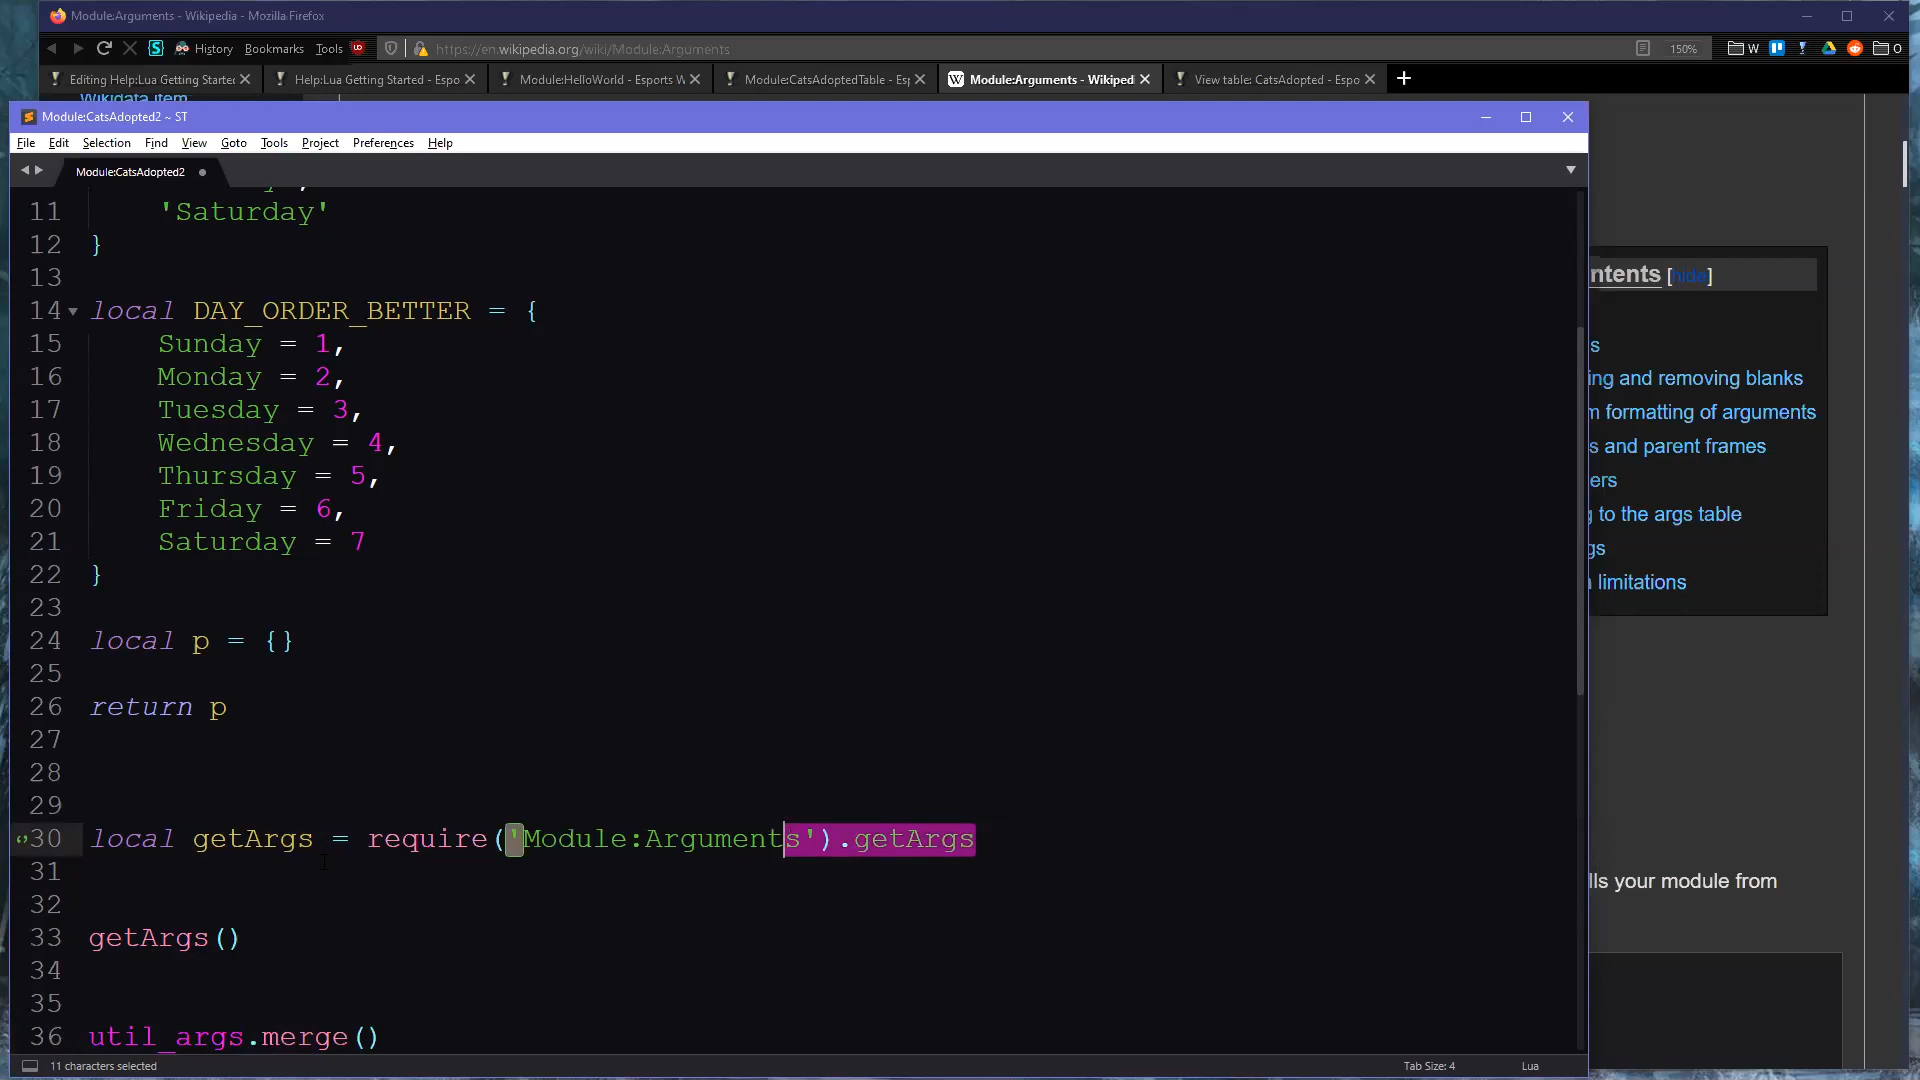 Module:Arguments - Wikipedia - Mozilla Firefox
History Bookmarks Tools
https://en.wikipedia.org/wiki/Module:Arguments
150%
W
O
Editing Help:Lua Getting Started
Help:Lua Getting Started - Espo
Module:HelloWorld - Esports W
Module:CatsAdoptedTable - Esp
Module:Arguments - Wikiped
View table: CatsAdopted - Espo
Wikidata item
Module:CatsAdopted2 ~ ST
File Edit Selection Find View Goto Tools Project Preferences Help
Module:CatsAdopted2
11 'Saturday'
12 }
13
14 local DAY_ORDER_BETTER = {
15 Sunday = 1,
16 Monday = 2,
17 Tuesday = 3,
18 Wednesday = 4,
19 Thursday = 5,
20 Friday = 6,
21 Saturday = 7
22 }
23
24 local p = {}
25
26 return p
27
28
29
30 local getArgs = require('Module:Arguments').getArgs
31
32
33 getArgs()
34
35
36 util_args.merge()
11 characters selected
Tab Size: 4
Lua
ntents [hide]
s
ing and removing blanks
m formatting of arguments
s and parent frames
ers
g to the args table
gs
limitations
lls your module from